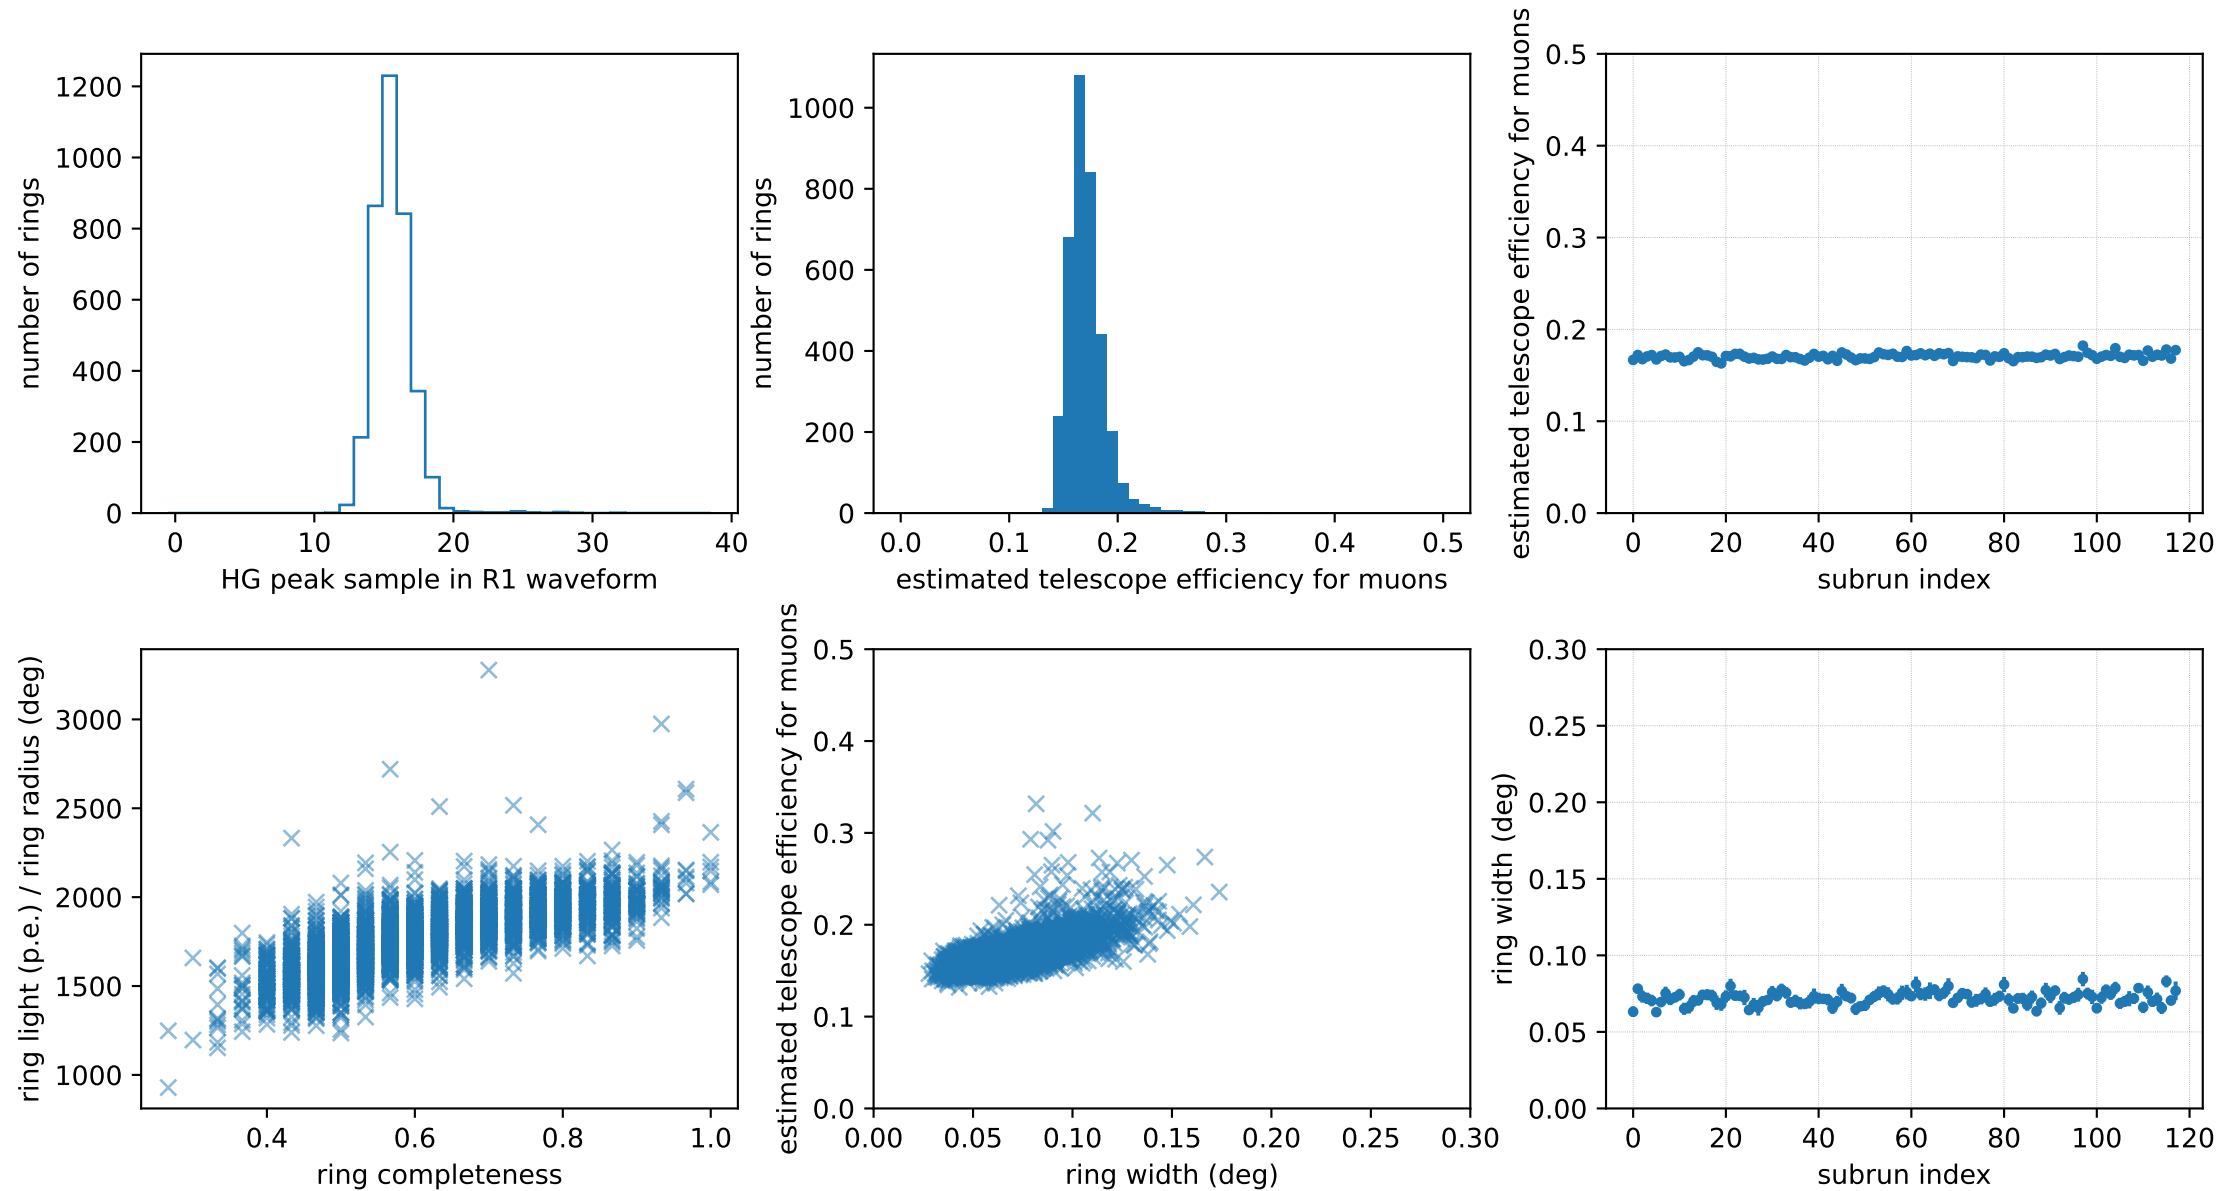 number of rings
1200
1000
800
600
400
200
0
0 10 20 30 40
HG peak sample in R1 waveform
number of rings
1000
800
600
400
200
0
0.0 0.1 0.2 0.3 0.4 0.5
estimated telescope efficiency for muons
estimated telescope efficiency for muons
0.5
0.4
0.3
0.2
0.1
0.0
0 20 40 60 80 100 120
subrun index
ring light (p.e.) / ring radius (deg)
3000
2500
2000
1500
1000
0.4 0.6 0.8 1.0
ring completeness
estimated telescope efficiency for muons
0.5
0.4
0.3
0.2
0.1
0.0
0.00 0.05 0.10 0.15 0.20 0.25 0.30
ring width (deg)
ring width (deg)
0.30
0.25
0.20
0.15
0.10
0.05
0.00
0 20 40 60 80 100 120
subrun index